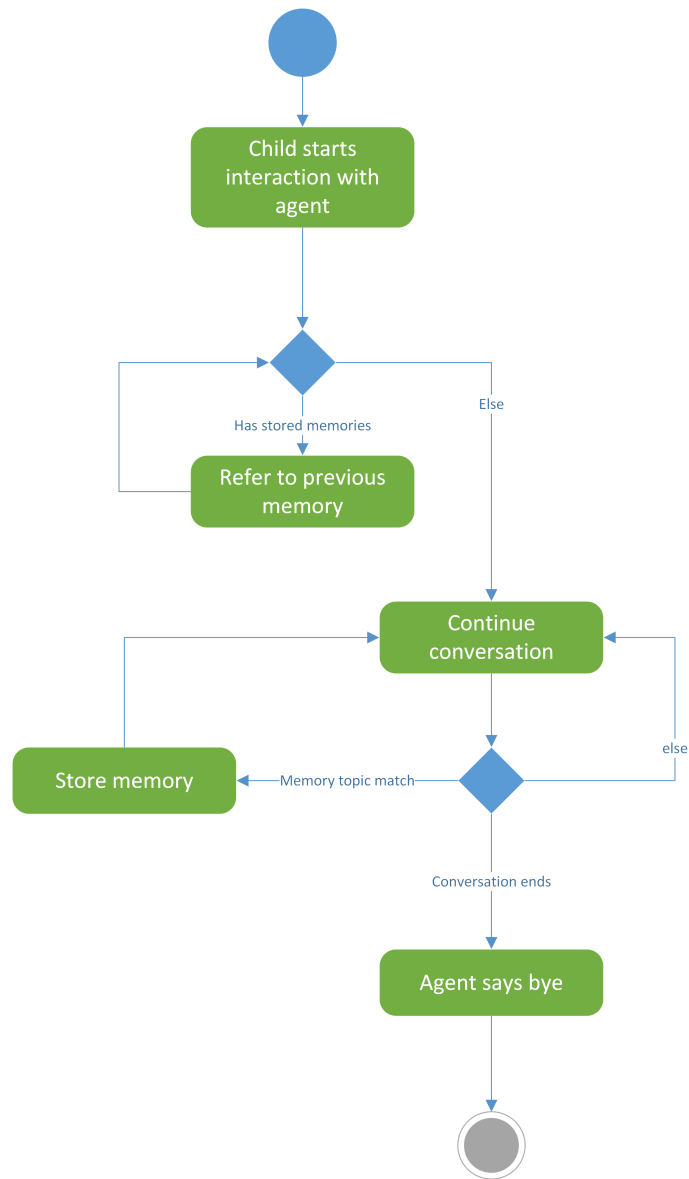 Child starts
interaction with
agent
Else
Has stored memories
Refer to previous
memory
Continue
conversation
else
Store memory
Memory topic match
Conversation ends
Agent says bye